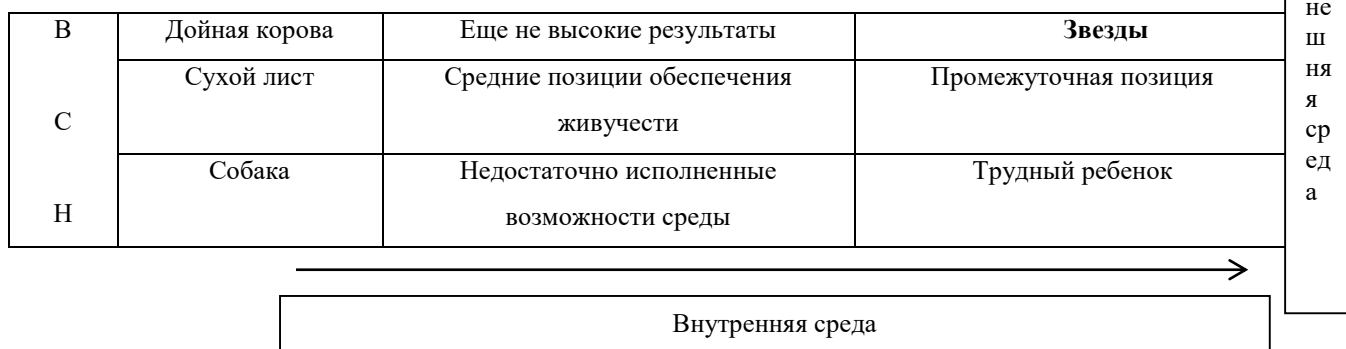 В Дойная корова Еще не высокие результаты Звезды
Сухой лист Средние позиции обеспечения Промежуточная позиция
С живучести
Собака Недостаточно исполненные Трудный ребенок
Н возможности среды
не
ш
ня
я
ср
ед
а
Внутренняя среда